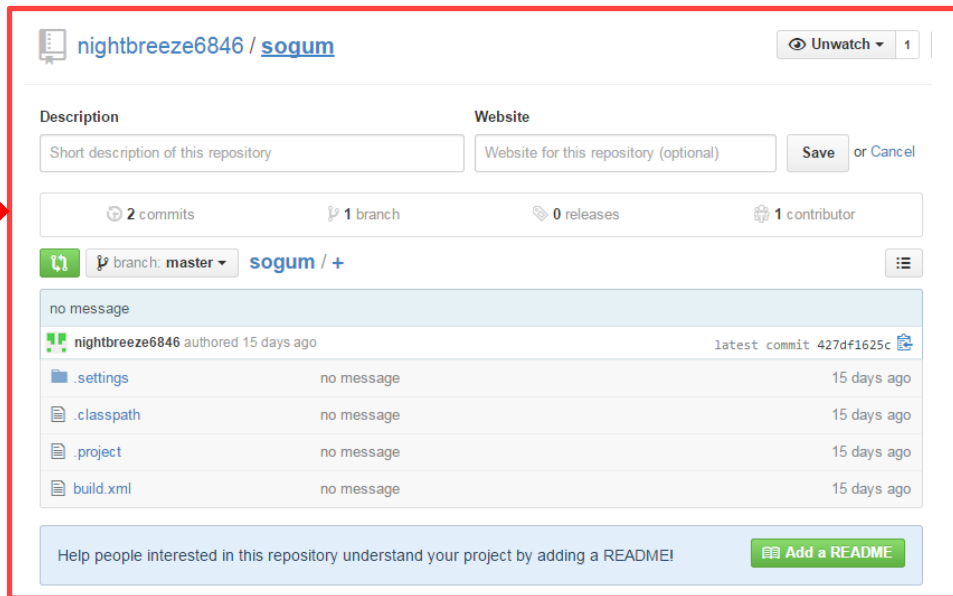 nightbreeze6846 / sogum
Unwatch 1
Description Website
Short description of this repository Website for this repository (optional) Save or Cancel
2 commits 1 branch 0 releases 1 contributor
branch: master sogum / +
no message
nightbreeze6846 authored 15 days ago latest commit 427df1625c
.settings no message 15 days ago
.classpath no message 15 days ago
.project no message 15 days ago
build.xml no message 15 days ago
Help people interested in this repository understand your project by adding a README! Add a README